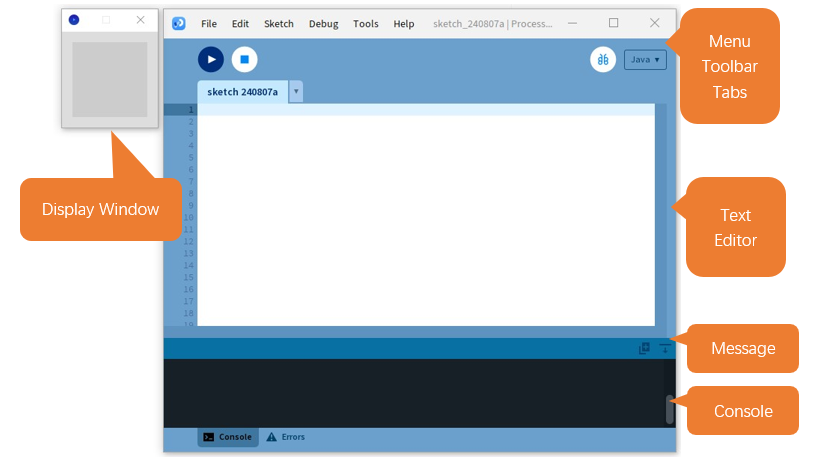 File Edit Sketch Debug Tools Help sketch_240807a | Process...
Java ▾
sketch 240807a ▾
1
2
3
4
5
6
7
8
9
10
11
12
13
14
15
16
17
18
19
Console Errors
Display Window
Menu
Toolbar
Tabs
Text
Editor
Message
Console